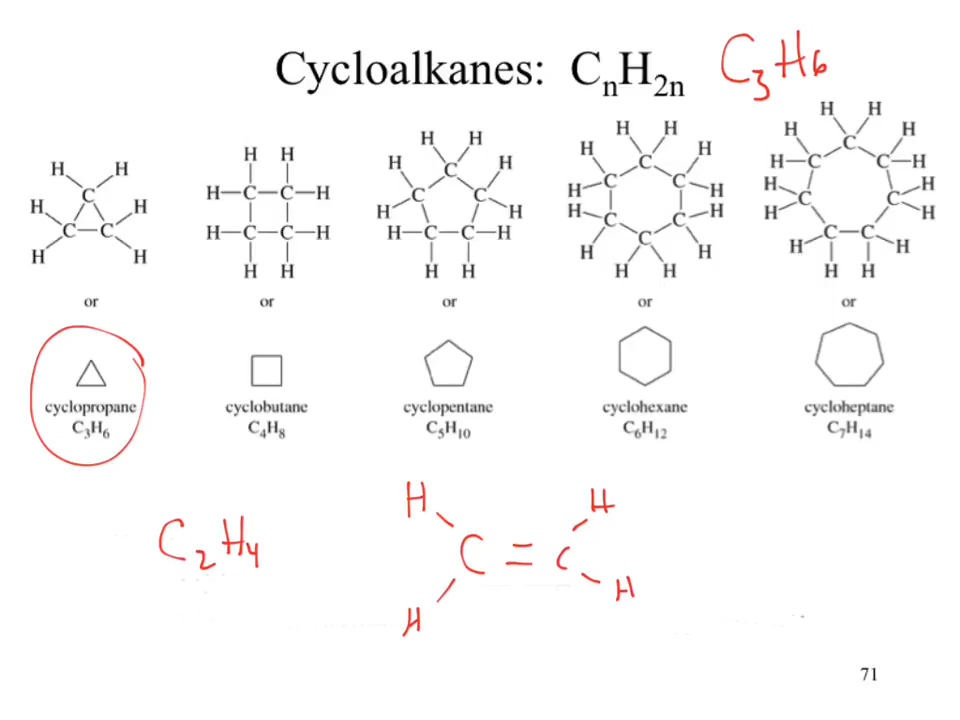 Cycloalkanes: CnH2n C3H6
H H H H H H
H C C H
H H
H H
H—C—C—H
H—C—C—H
H H
H H
H H
H C H
C C
H H
H—C—C—H
H H
H H
H C H
H C C H
H C C H
H C H
H H
H H
H C H
H—C C—H
H C C H
H H
H C—C H
H H
or or or or or
cyclopropane cyclobutane cyclopentane cyclohexane cycloheptane
C3H6 C4H8 C5H10 C6H12 C7H14
C2H4
H H
C = C
H H
71